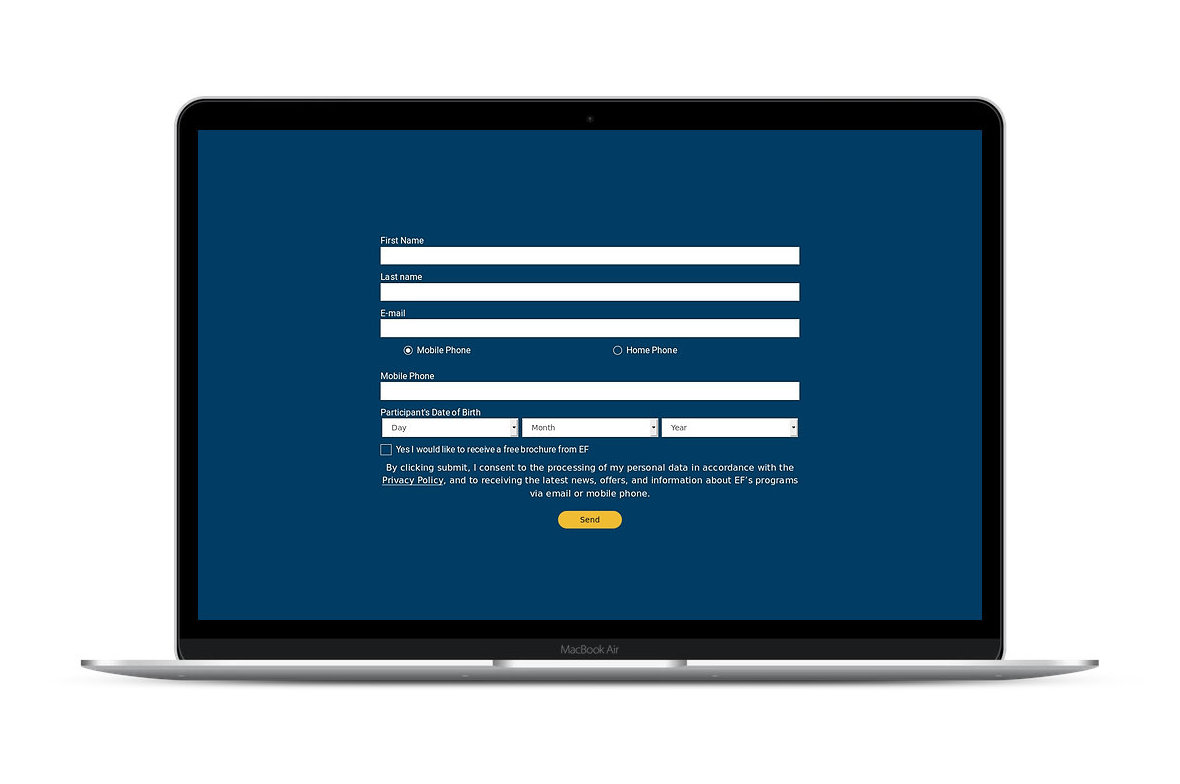 First Name
Last name
E-mail
Mobile Phone
Home Phone
Mobile Phone
Participant's Date of Birth
Day
Month
Year
Yes I would like to receive a free brochure from EF
By clicking submit, I consent to the processing of my personal data in accordance with the
Privacy Policy, and to receiving the latest news, offers, and information about EF's programs
via email or mobile phone.
Send
MacBook Air